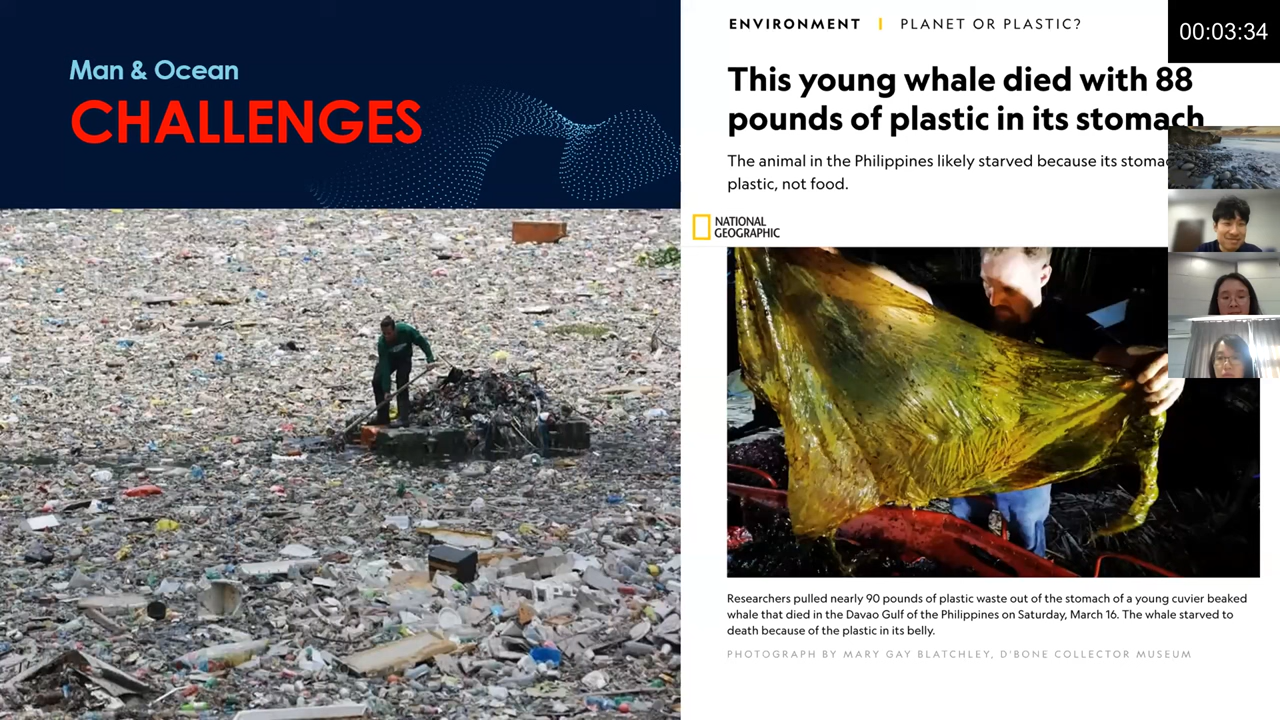 Man & Ocean
CHALLENGES
ENVIRONMENT | PLANET OR PLASTIC?
00:03:34
This young whale died with 88
pounds of plastic in its stomach
The animal in the Philippines likely starved because its
plastic, not food.
NATIONAL
GEOGRAPHIC
Researchers pulled nearly 90 pounds of plastic waste out of the stomach of a young cuvier beaked
whale that died in the Davao Gulf of the Philippines on Saturday, March 16. The whale starved to
death because of the plastic in its belly.
PHOTOGRAPH BY MARY GAY BLATCHLEY, D'BONE COLLECTOR MUSEUM